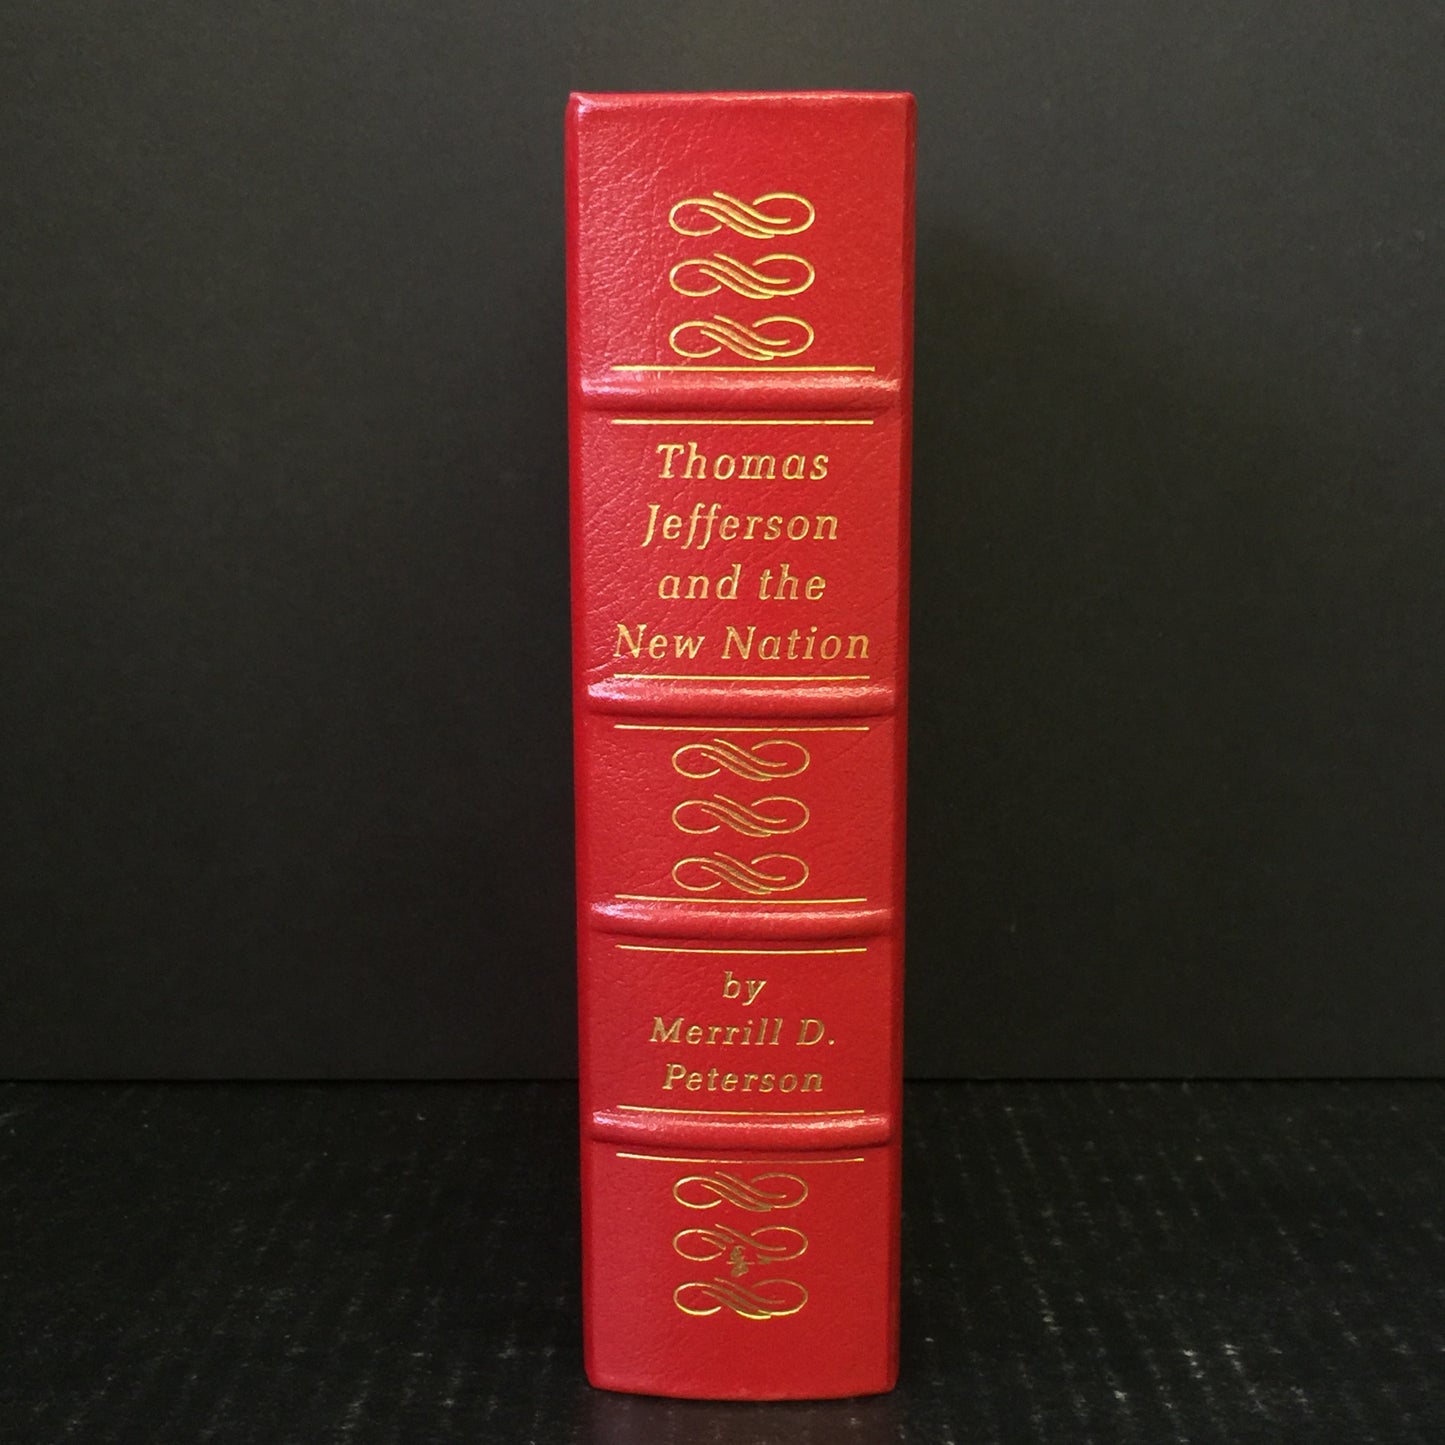 Thomas
Jefferson
and the
New Nation
by
Merrill D.
Peterson